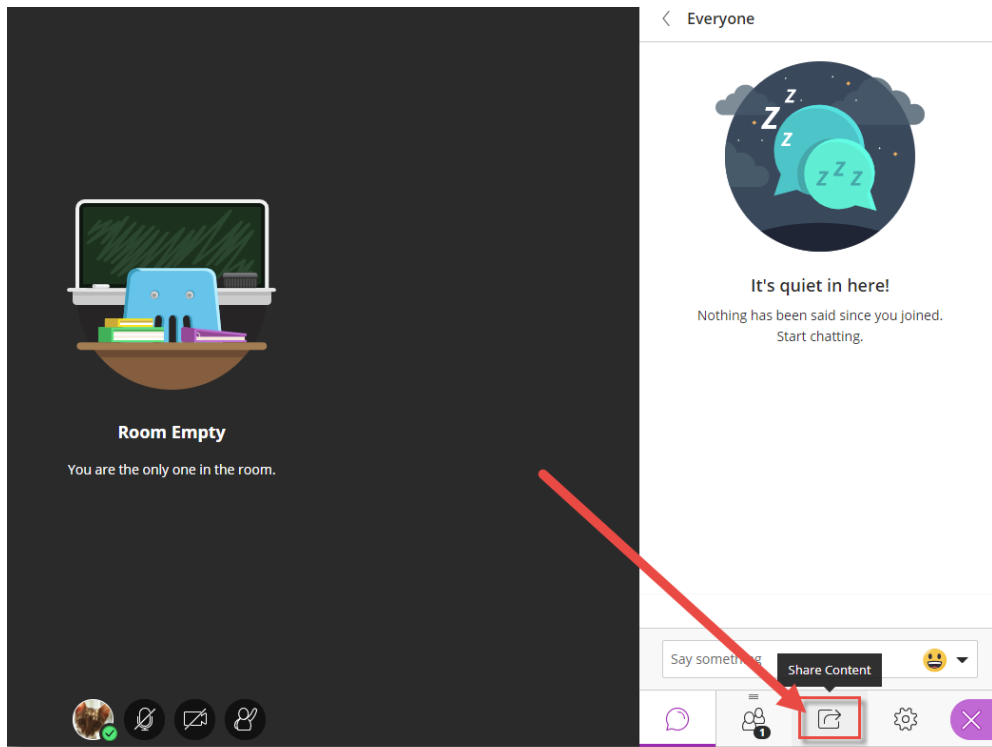 Everyone
Z
Z
Z
Z Z Z
It's quiet in here!
Nothing has been said since you joined.
Start chatting.
Room Empty
You are the only one in the room.
Say something
Share Content
1